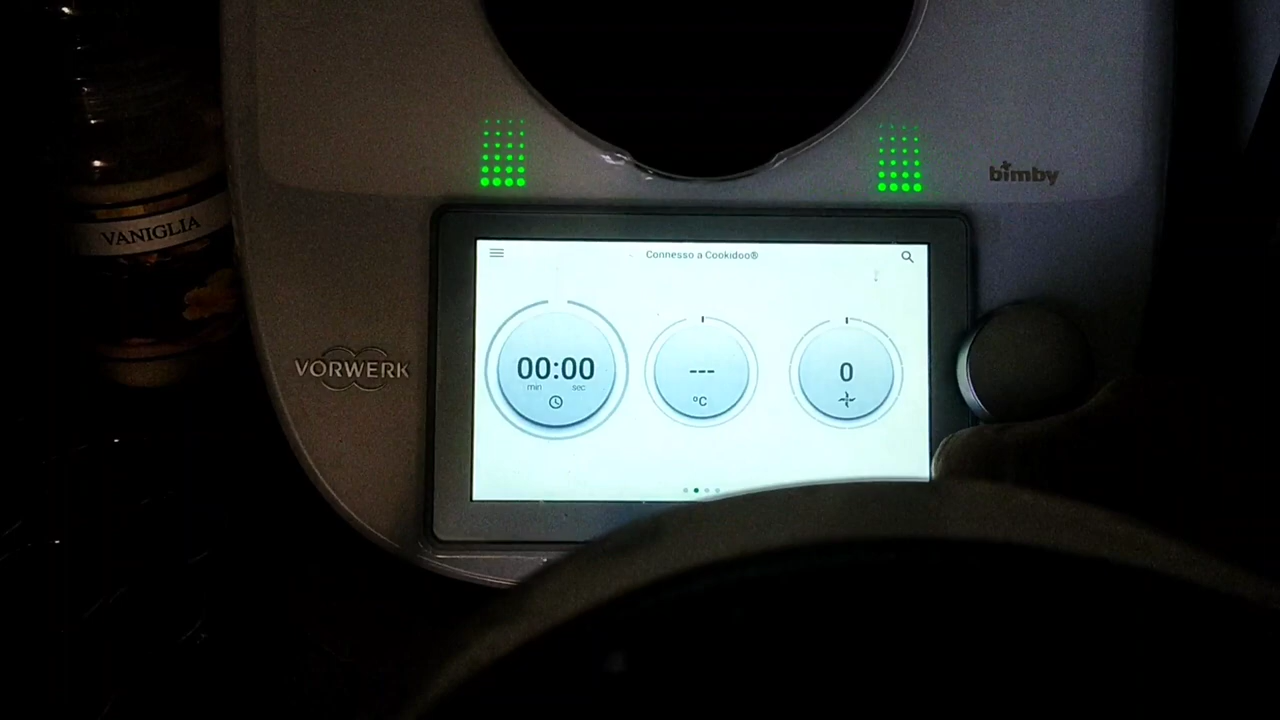 bimby
VANIGLIA
Connesso a Cookidoo®
VORWERK
00:00
min sec
---
°C
0